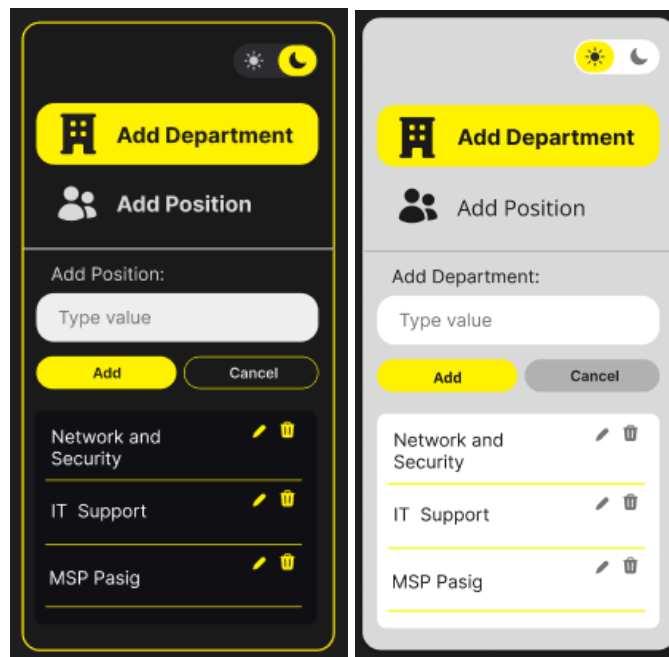 Add Department
Add Position
Add Position:
Type value
Add Cancel
Network and
Security
IT Support
MSP Pasig
Add Department
Add Position
Add Department:
Type value
Add Cancel
Network and
Security
IT Support
MSP Pasig